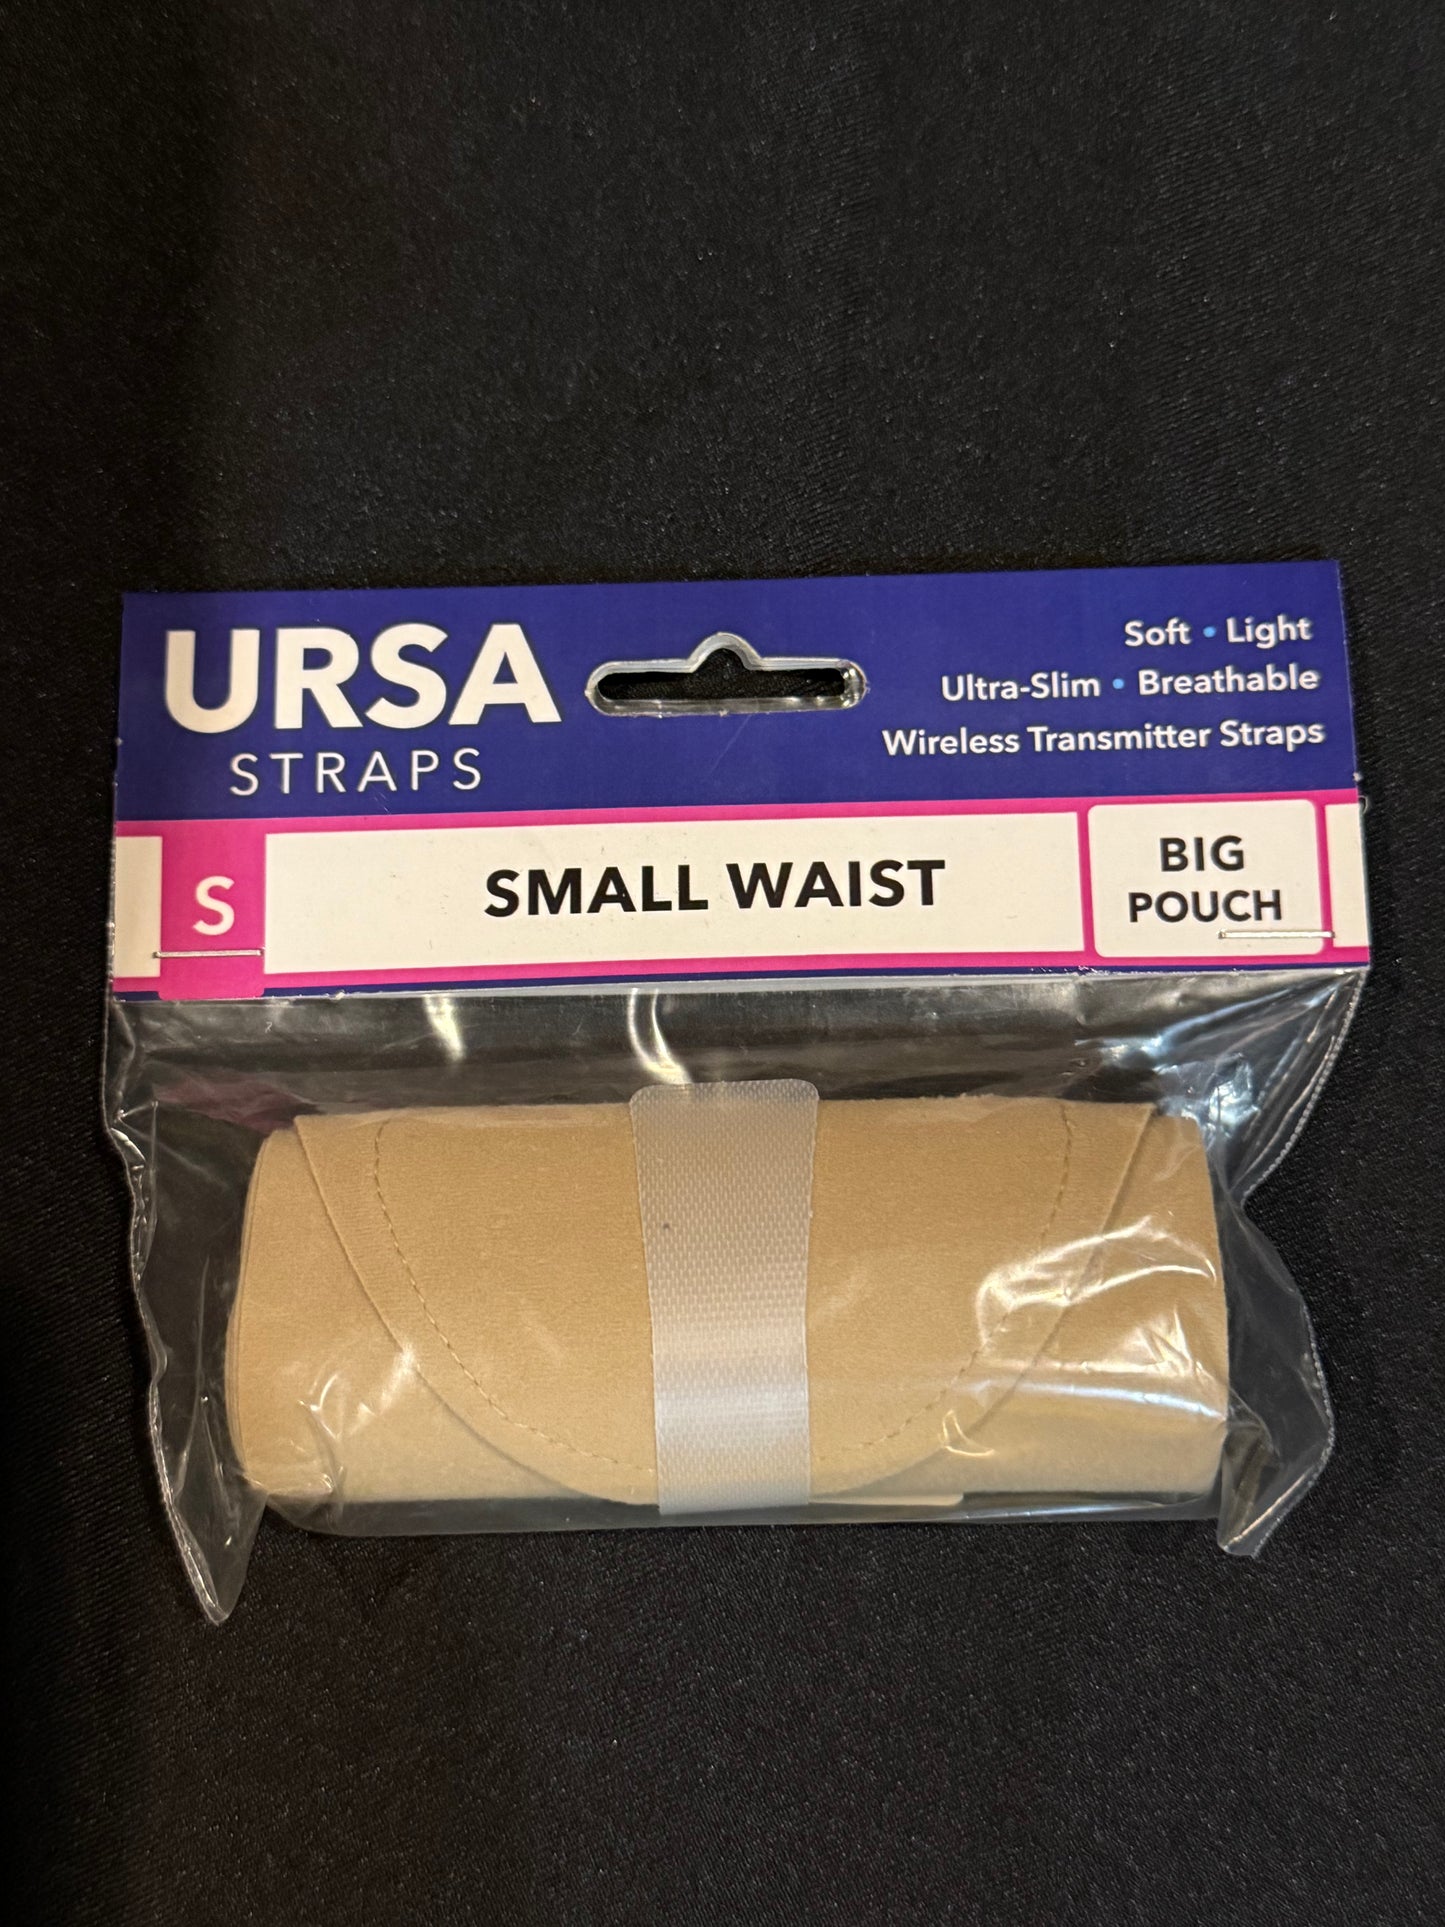 URSA
STRAPS
Soft • Light
Ultra-Slim • Breathable
Wireless Transmitter Straps
S
SMALL WAIST
BIG
POUCH